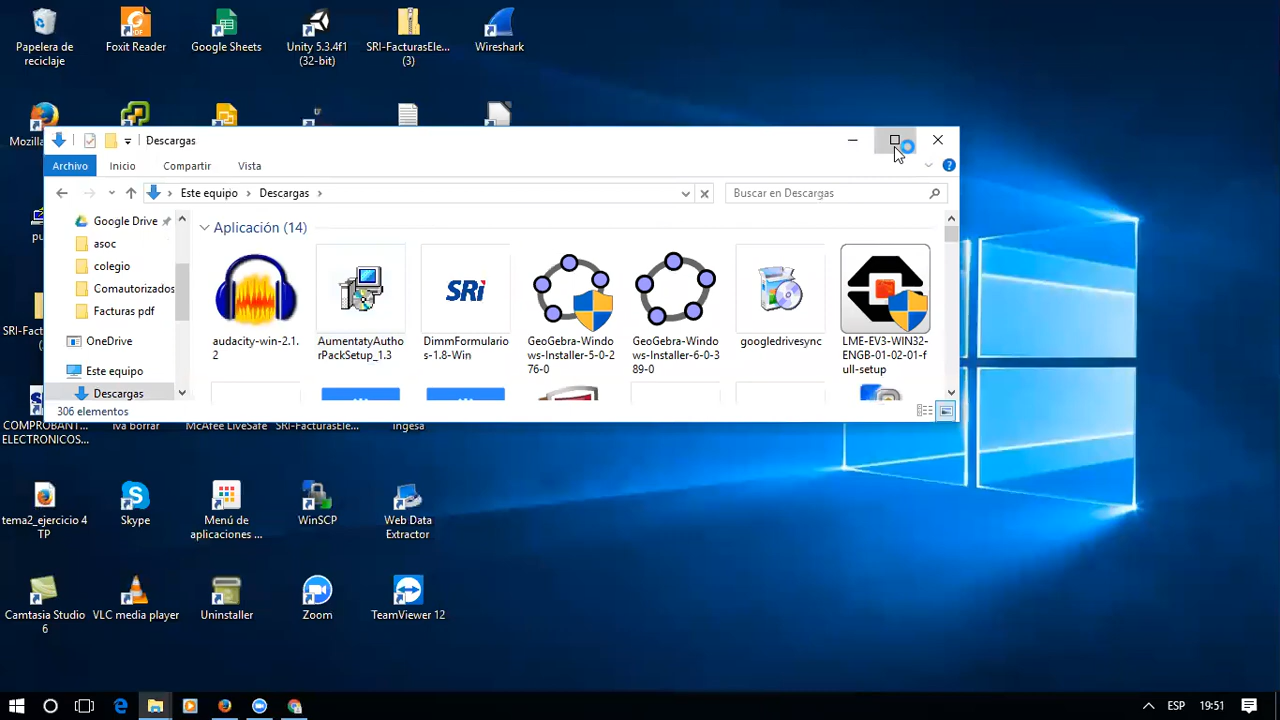 Papelera de
reciclaje
Foxit Reader
Google Sheets
Unity 5.3.4f1
(32-bit)
SRI-FacturasEle...
(3)
Wireshark
Mozilla
Descargas
Archivo
Inicio
Compartir
Vista
Este equipo
Descargas
Buscar en Descargas
Google Drive
asoc
colegio
Comautorizados
Facturas pdf
OneDrive
Este equipo
Descargas
Aplicación (14)
audacity-win-2.1.
2
AumentatyAutho
rPackSetup_1.3
SRi
DimmFormulario
s-1.8-Win
GeoGebra-Windo
ws-Installer-5-0-2
76-0
GeoGebra-Windo
ws-Installer-6-0-3
89-0
googledrivesync
LME-EV3-WIN32-
ENGB-01-02-01-f
ull-setup
306 elementos
pu
SRI-Factu
COMPROBANT...
ELECTRONICOS...
iva borrar
McAfee LiveSafe
SRI-FacturasEle...
ingesa
tema2_ejercicio 4
TP
Skype
Menú de
aplicaciones ...
WinSCP
Web Data
Extractor
Camtasia Studio
6
VLC media player
Uninstaller
Zoom
TeamViewer 12
ESP
19:51